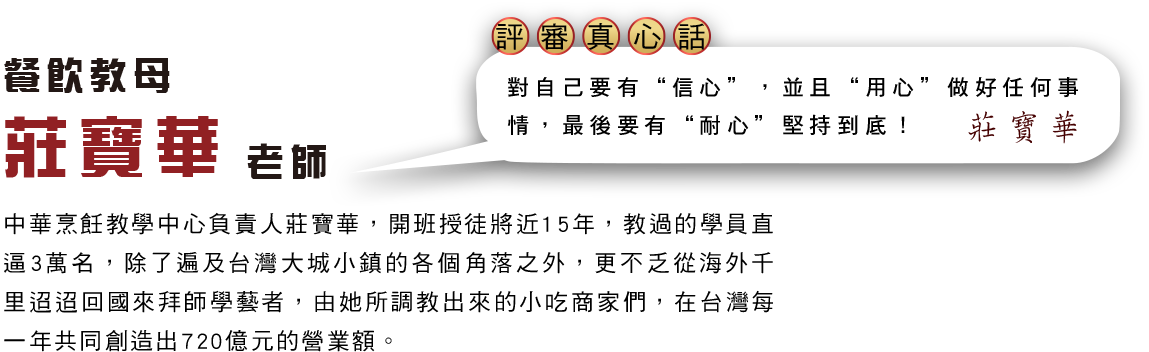 評審真心話
對自己要有“信心”，並且“用心”做好任何事
情，最後要有“耐心”堅持到底！ 莊寶華
餐飲教母
莊寶華 老師
中華烹飪教學中心負責人莊寶華，開班授徒將近15年，教過的學員直
逼3萬名，除了遍及台灣大城小鎮的各個角落之外，更不乏從海外千
里迢迢回國來拜師學藝者，由她所調教出來的小吃商家們，在台灣每
一年共同創造出720億元的營業額。